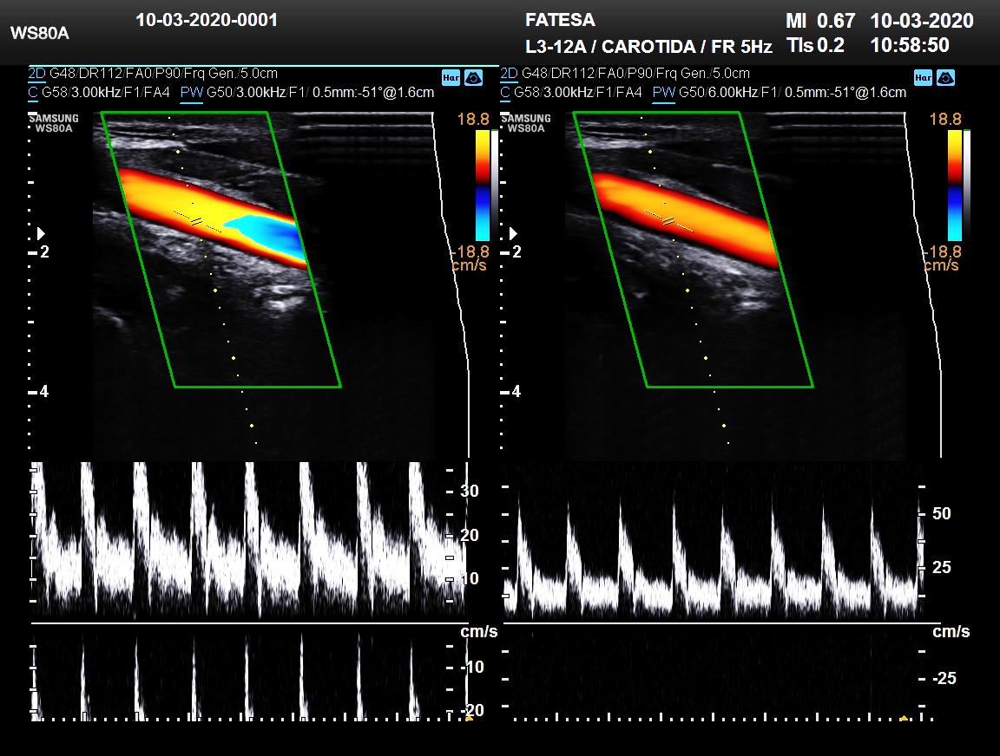 WS80A
10-03-2020-0001
FATESA
MI 0.67 10-03-2020
L3-12A / CAROTIDA / FR 5Hz TIs 0.2 10:58:50
2D G48/DR112/FA0/P90/Frq Gen./5.0cm
Har
C G58/3.00kHz/F1/FA4 PW G50/3.00kHz/F1/ 0.5mm:-51°@1.6cm
SAMSUNG
WS80A
18.8
-18.8
cm/s
2
4
30
20
10
cm/s
-10
-20
2D G48/DR112/FA0/P90/Frq Gen./5.0cm
Har
C G58/3.00kHz/F1/FA4 PW G50/6.00kHz/F1/ 0.5mm:-51°@1.6cm
SAMSUNG
WS80A
18.8
-18.8
cm/s
2
4
50
25
cm/s
-25